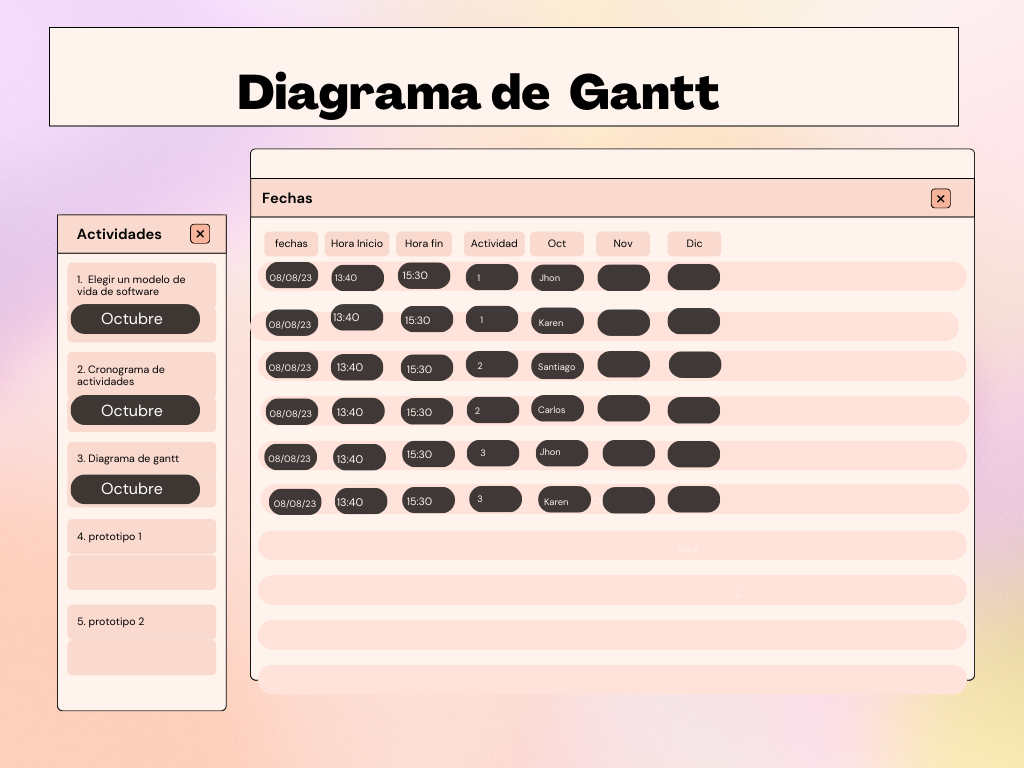 Diagrama de Gantt
Fechas
fechas Hora Inicio Hora fin Actividad Oct Nov Dic
08/08/23 13:40 15:30 1 Jhon
08/08/23 13:40 15:30 1 Karen
08/08/23 13:40 15:30 2 Santiago
08/08/23 13:40 15:30 2 Carlos
08/08/23 13:40 15:30 3 Jhon
08/08/23 13:40 15:30 3 Karen
Actividades
1. Elegir un modelo de
vida de software
Octubre
2. Cronograma de
actividades
Octubre
3. Diagrama de gantt
Octubre
4. prototipo 1
5. prototipo 2